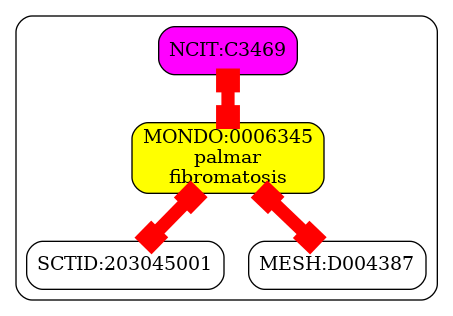 NCIT:C3469
MONDO:0006345
palmar
fibromatosis
SCTID:203045001
MESH:D004387